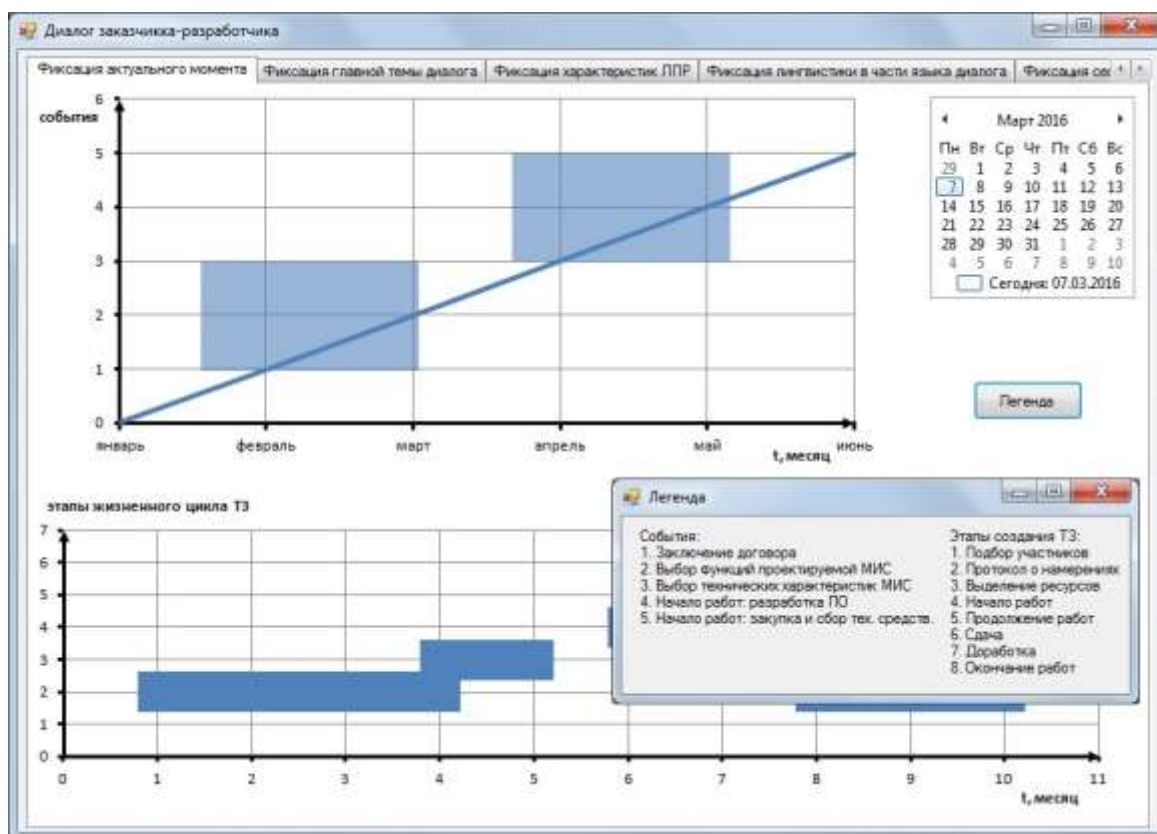 Диалог заказчикка-разработчика
Фиксация актуального момента
Фиксация главной темы диалога
Фиксация характеристик ЛПР
Фиксация лингвистики в части языка диалога
Фиксация сег
события
6
5
4
3
2
1
0
январь февраль март апрель май июнь
t, месяц
Март 2016
Пн Вт Ср Чт Пт Сб Вс
29 1 2 3 4 5 6
7 8 9 10 11 12 13
14 15 16 17 18 19 20
21 22 23 24 25 26 27
28 29 30 31 1 2 3
4 5 6 7 8 9 10
Сегодня: 07.03.2016
Легенда
этапы жизненного цикла ТЗ
7
6
5
4
3
2
1
0
0 1 2 3 4 5 6 7 8 9 10 11
t, месяц
Легенда
События:
1. Заключение договора
2. Выбор функций проектируемой МИС
3. Выбор технических характеристик МИС
4. Начало работ: разработка ПО
5. Начало работ: закупка и сбор тех. средств.
Этапы создания ТЗ:
1. Подбор участников
2. Протокол о намерениях
3. Выделение ресурсов
4. Начало работ
5. Продолжение работ
6. Сдача
7. Доработка
8. Окончание работ